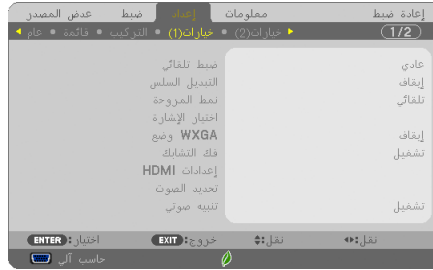 عرض المصدر ضبط إعداد معلومات إعادة ضبط
عام • قائمة • التركيب • خيارات(1) • خيارات(2) 1/2
ضبط تلقائي عادي
التبديل السلس إيقاف
نمط المروحة تلقائي
اختيار الإشارة
وضع WXGA إيقاف
فك التشابك تشغيل
إعدادات HDMI
تحديد الصوت
تنبيه صوتي تشغيل
اختيار: ENTER خروج: EXIT نقل: نقل:
حاسب آلي